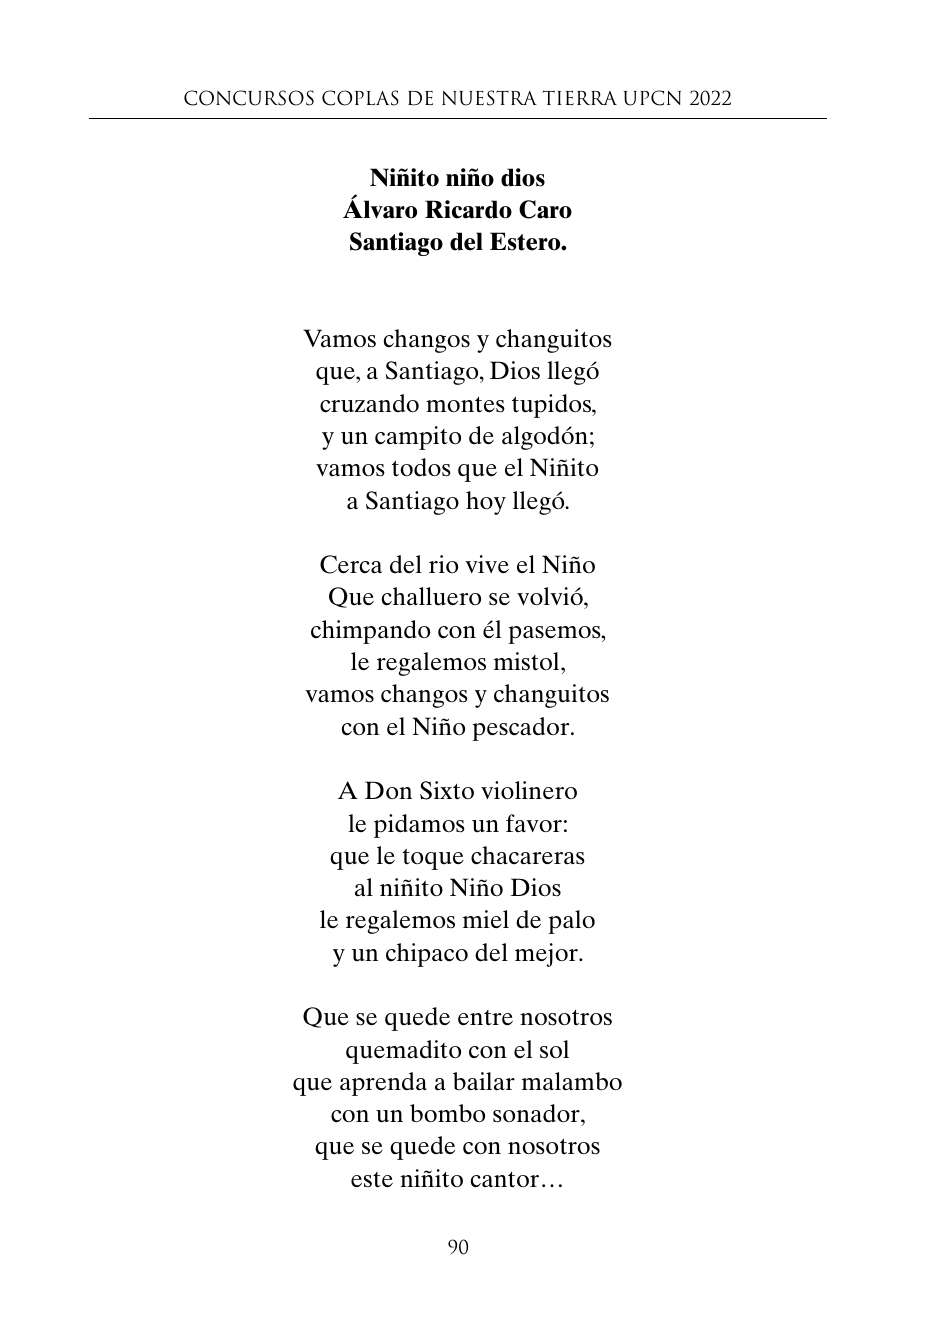 CONCURSOS COPLAS DE NUESTRA TIERRA UPCN 2022
Niñito niño dios
Álvaro Ricardo Caro
Santiago del Estero.
Vamos changos y changuitos
que, a Santiago, Dios llegó
cruzando montes tupidos,
y un campito de algodón;
vamos todos que el Niñito
a Santiago hoy llegó.
Cerca del rio vive el Niño
Que challuero se volvió,
chimpando con él pasemos,
le regalemos mistol,
vamos changos y changuitos
con el Niño pescador.
A Don Sixto violinero
le pidamos un favor:
que le toque chacareras
al niñito Niño Dios
le regalemos miel de palo
y un chipaco del mejor.
Que se quede entre nosotros
quemadito con el sol
que aprenda a bailar malambo
con un bombo sonador,
que se quede con nosotros
este niñito cantor…
90